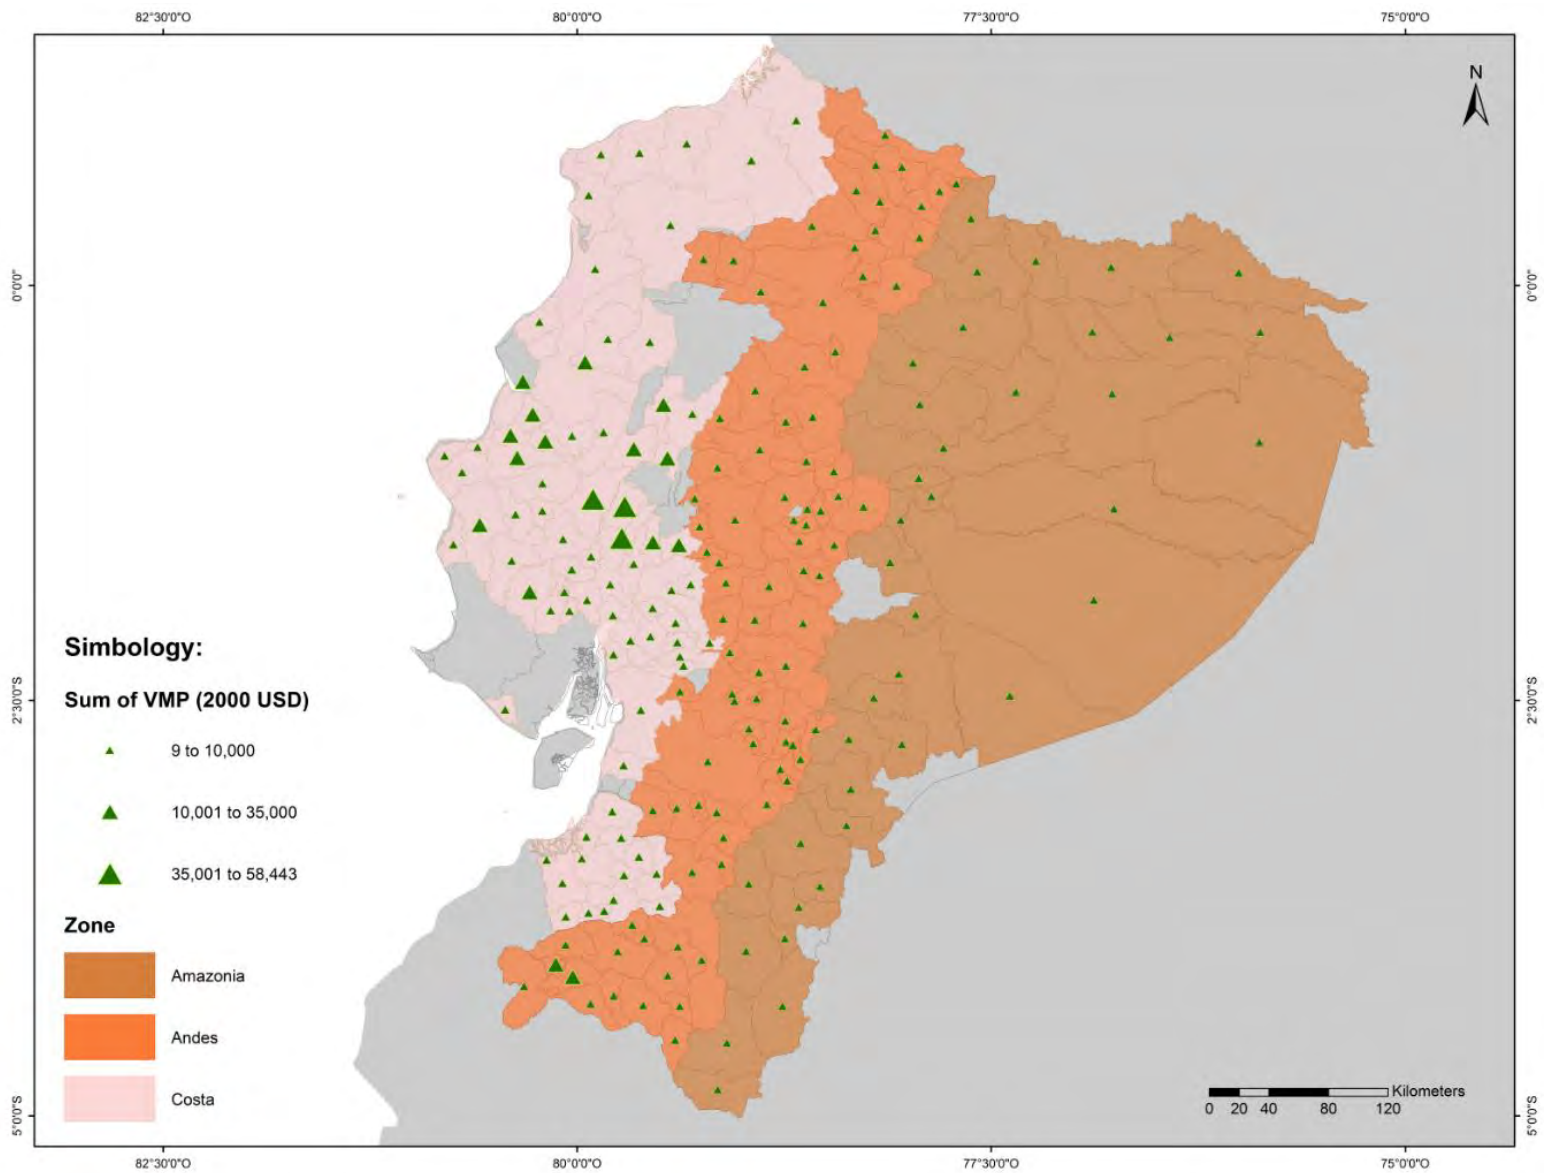 82°30'0"O 80°0'0"O 77°30'0"O 75°0'0"O
N
0°0'0" 0°0'0"
Simbology:
Sum of VMP (2000 USD)
2°30'0"S 2°30'0"S
9 to 10,000
10,001 to 35,000
35,001 to 58,443
Zone
Amazonia
Andes
Costa
Kilometers
0 20 40 80 120
5°0'0"S 5°0'0"S
82°30'0"O 80°0'0"O 77°30'0"O 75°0'0"O